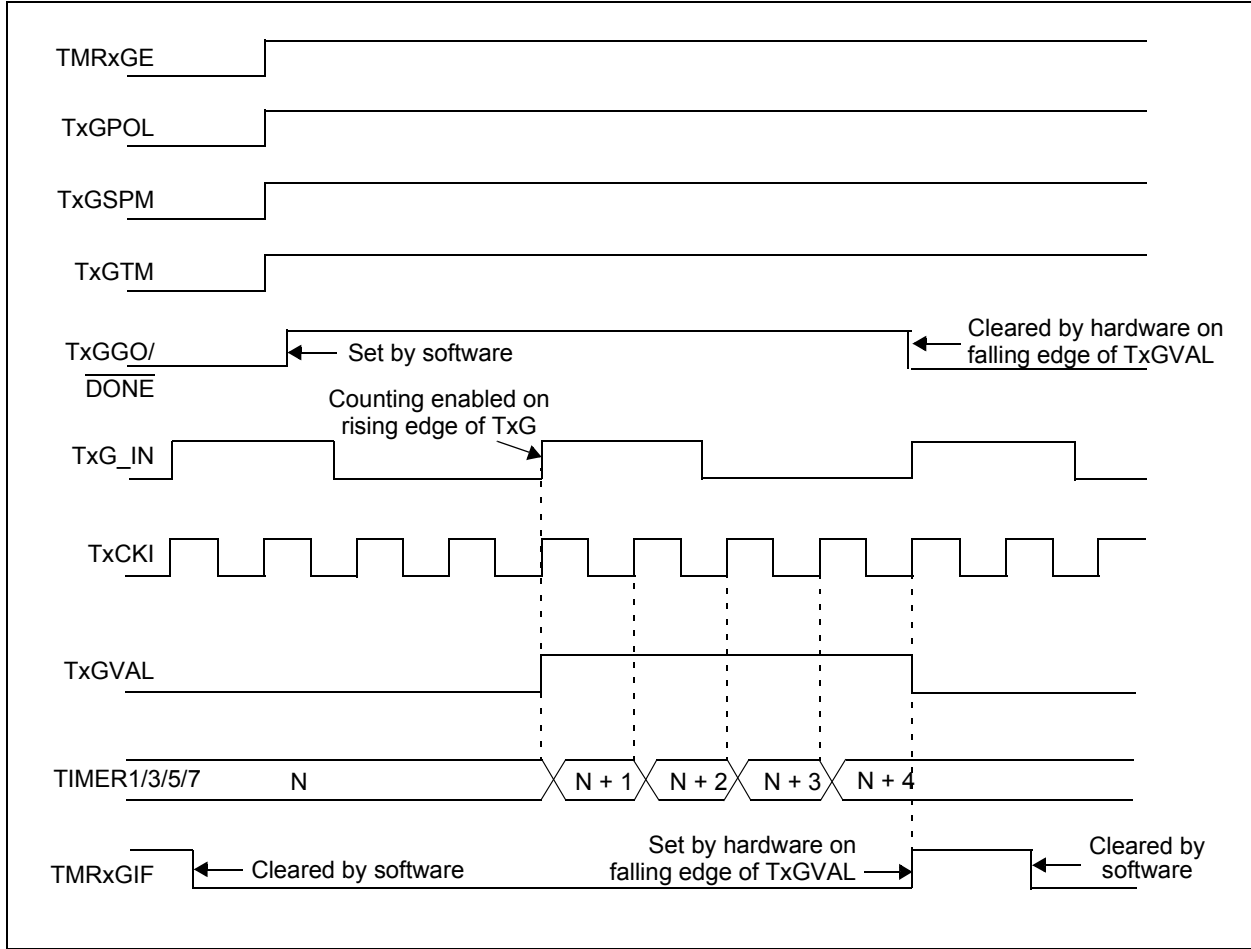 TMRxGE
TxGPOL
TxGSPM
TxGTM
TxGGO/
DONE
Set by software
Cleared by hardware on
falling edge of TxGVAL
Counting enabled on
rising edge of TxG
TxG_IN
TxCKI
TxGVAL
TIMER1/3/5/7
N
N + 1
N + 2
N + 3
N + 4
TMRxGIF
Cleared by software
Set by hardware on
falling edge of TxGVAL
Cleared by
software